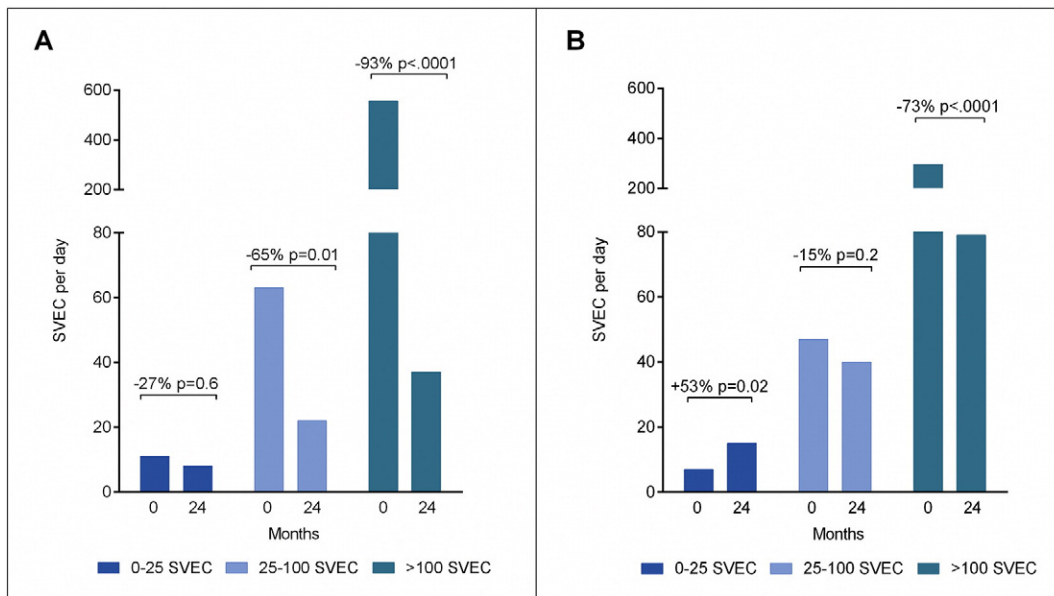 A
-93% p<.0001
600
400
200
80
-65% p=0.01
60
SVEC per day
40
-27% p=0.6
20
0
0 24 0 24 0 24
Months
0-25 SVEC 25-100 SVEC >100 SVEC
B
600
-73% p<.0001
400
200
80
-15% p=0.2
60
SVEC per day
40
+53% p=0.02
20
0
0 24 0 24 0 24
Months
0-25 SVEC 25-100 SVEC >100 SVEC